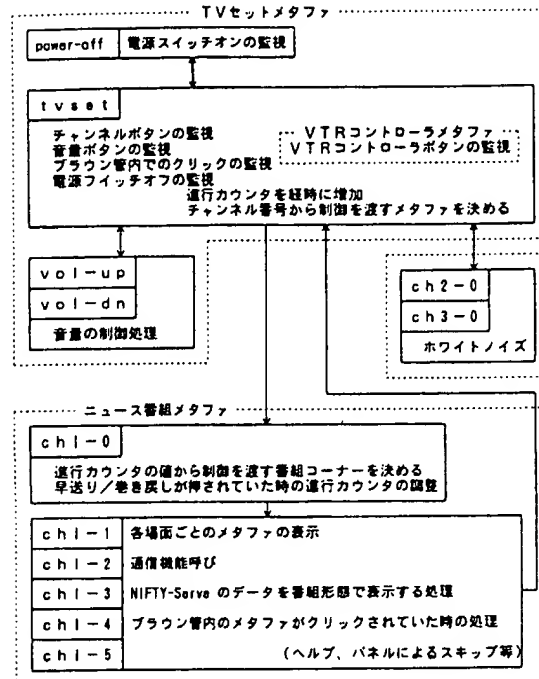 TVセットメタファ
power-off 電源スイッチオンの監視
tvset
チャンネルボタンの監視
音量ボタンの監視
ブラウン管内でのクリックの監視
電源フイッチオフの監視
VTRコントローラメタファ
VTRコントローラボタンの監視
進行カウンタを経時に増加
チャンネル番号から制御を渡すメタファを決める
vol-up
vol-dn
音量の制御処理
ch2-0
ch3-0
ホワイトノイズ
ニュース番組メタファ
ch1-0
進行カウンタの値から制御を渡す番組コーナーを決める
早送り/巻き戻しが押されていた時の進行カウンタの調整
ch1-1 各場面ごとのメタファの表示
ch1-2 通信機能呼び
ch1-3 NIFTY-Serve のデータを番組形態で表示する処理
ch1-4 ブラウン管内のメタファがクリックされていた時の処理
ch1-5 (ヘルプ、パネルによるスキップ等)